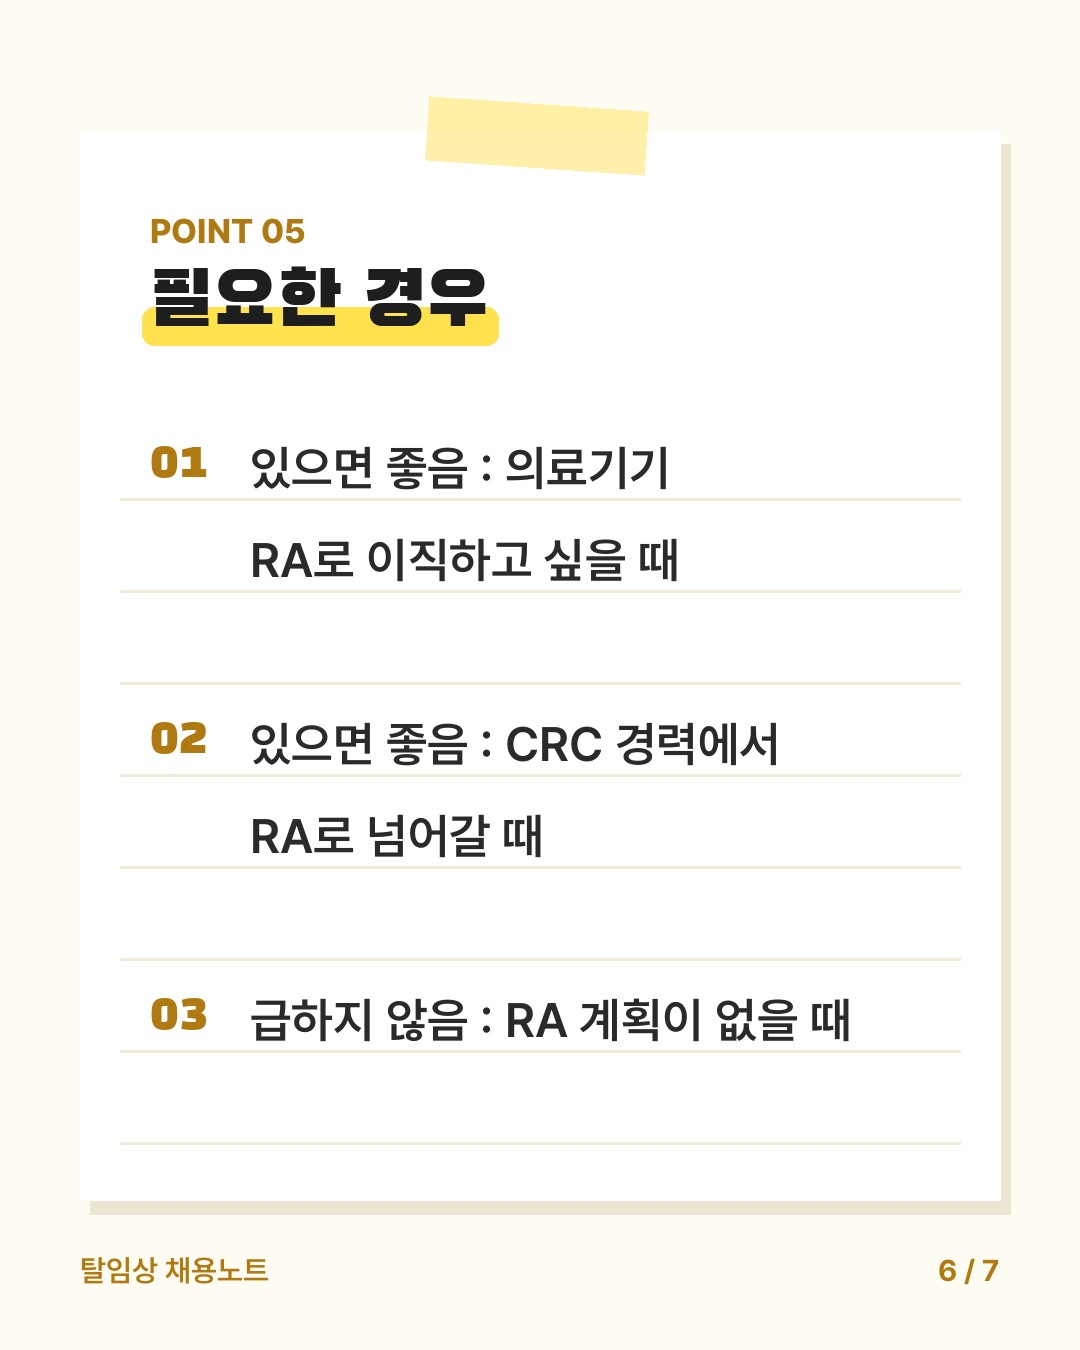 POINT 05
필요한 경우
01 있으면 좋음 : 의료기기
RA로 이직하고 싶을 때
02 있으면 좋음 : CRC 경력에서
RA로 넘어갈 때
03 급하지 않음 : RA 계획이 없을 때
탈임상 채용노트
6 / 7